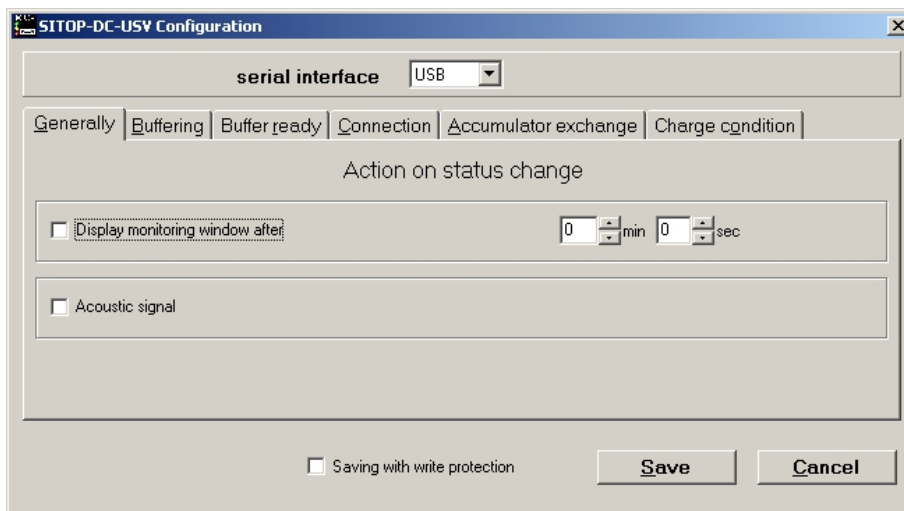 SITOP-DC-USV Configuration
serial interface USB
Generally Buffering Buffer ready Connection Accumulator exchange Charge condition
Action on status change
Display monitoring window after 0 min 0 sec
Acoustic signal
Saving with write protection Save Cancel